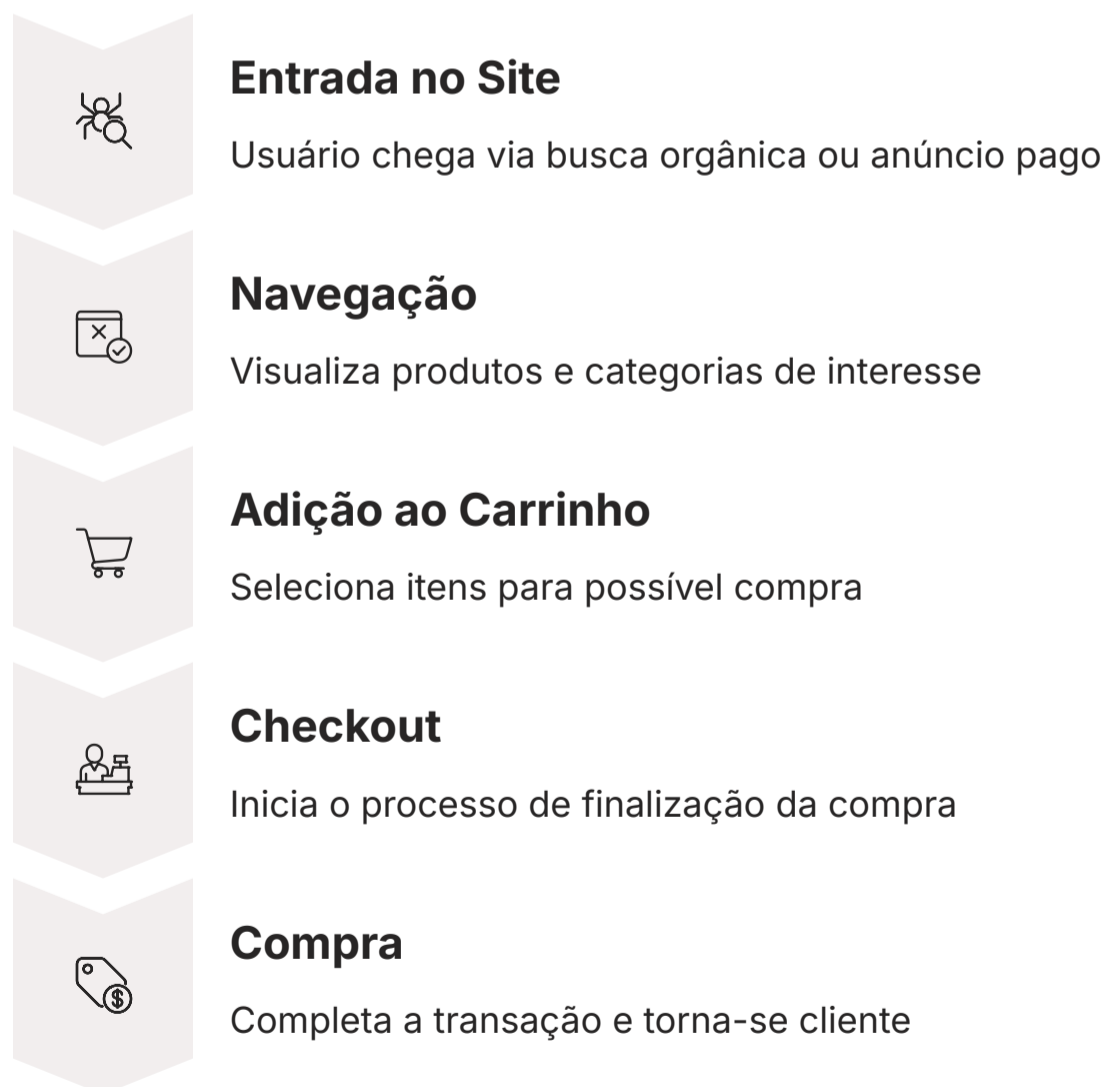 Entrada no Site
Usuário chega via busca orgânica ou anúncio pago
Navegação
Visualiza produtos e categorias de interesse
Adição ao Carrinho
Seleciona itens para possível compra
Checkout
Inicia o processo de finalização da compra
Compra
Completa a transação e torna-se cliente